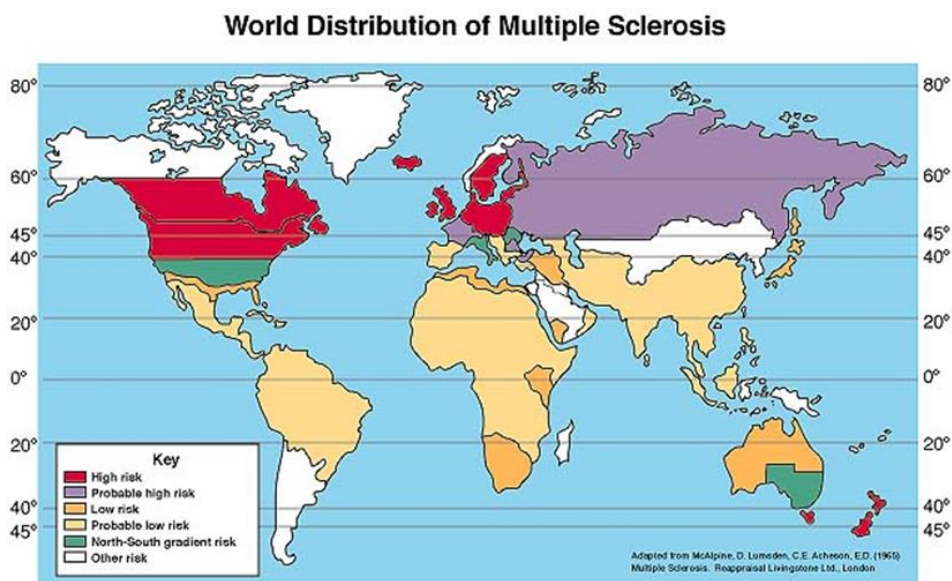 World Distribution of Multiple Sclerosis
80° 80°
60° 60°
45° 45°
40° 40°
20° 20°
0° 0°
20° 20°
40° 40°
45° 45°
Key
High risk
Probable high risk
Low risk
Probable low risk
North-South gradient risk
Other risk
Adapted from McAlpine, D. Lumsden, C.E. Acheson, E.D. (1965)
Multiple Sclerosis. Reappraisal Livingstone Ltd., London